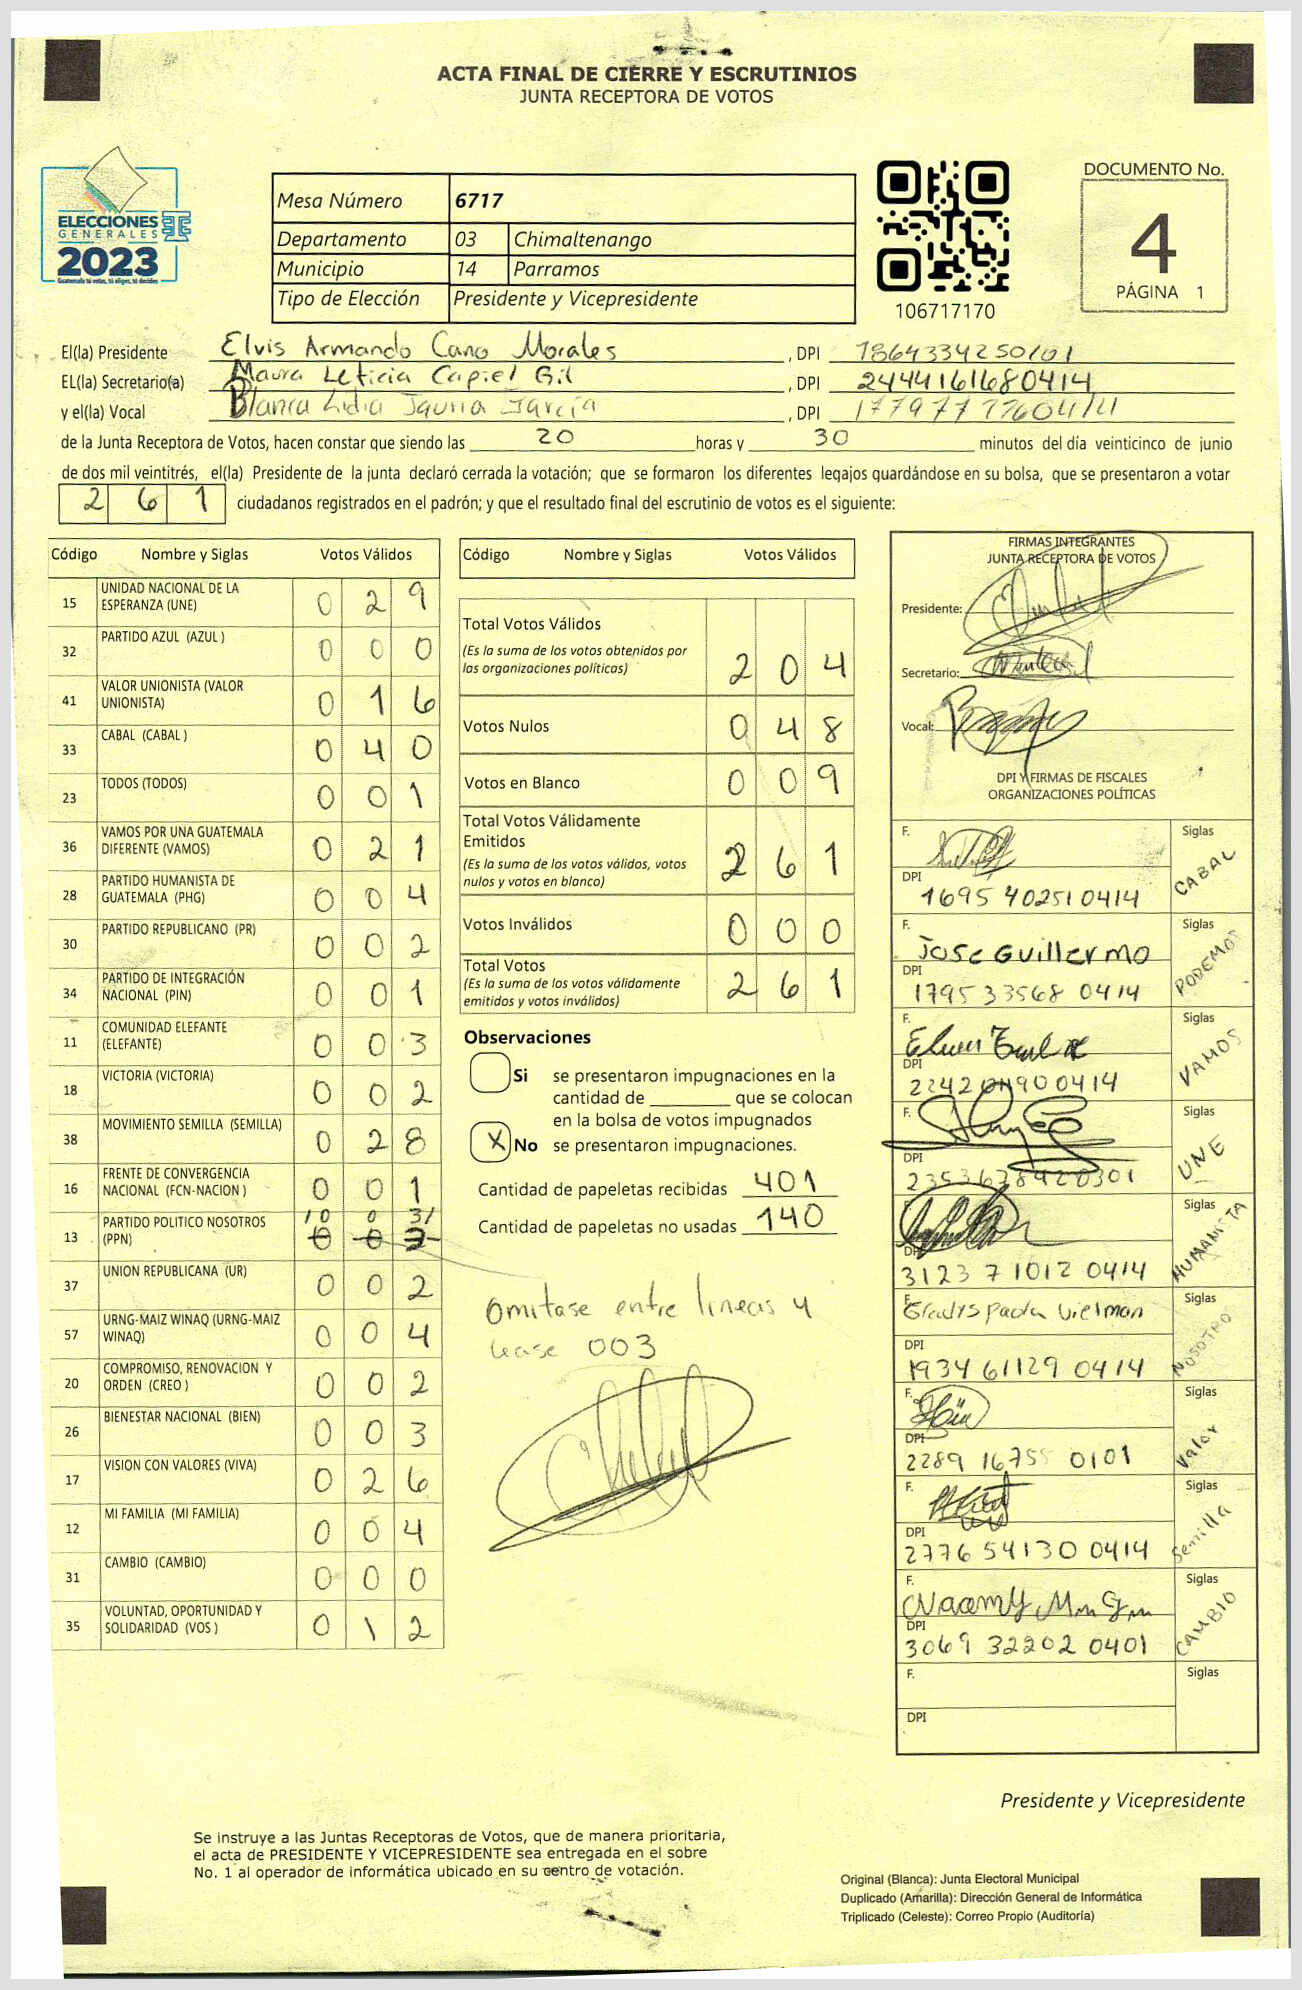 ACTA FINAL DE CIERRE Y ESCRUTINIOS
JUNTA RECEPTORA DE VOTOS
ELECCIONES
GENERALES
2023
Guatemala tú votas, tú eliges, tú decides
Mesa Número 6717
Departamento 03 Chimaltenango
Municipio 14 Parramos
Tipo de Elección Presidente y Vicepresidente
106717170
DOCUMENTO No.
4
PÁGINA 1
El(la) Presidente Elvis Armando Cano Morales, DPI 1864334250101
EL(la) Secretario(a) Maura Leticia Capiel Gil, DPI 2444161680414
y el(la) Vocal Blanca Lidia García, DPI
de la Junta Receptora de Votos, hacen constar que siendo las 20 horas y 30 minutos del día veinticinco de junio
de dos mil veintitrés, el(la) Presidente de la junta declaró cerrada la votación; que se formaron los diferentes legajos quardándose en su bolsa, que se presentaron a votar
261 ciudadanos registrados en el padrón; y que el resultado final del escrutinio de votos es el siguiente:
Código Nombre y Siglas Votos Válidos
15 UNIDAD NACIONAL DE LA ESPERANZA (UNE) 0 2 9
32 PARTIDO AZUL (AZUL ) 0 0 0
41 VALOR UNIONISTA (VALOR UNIONISTA) 0 1 6
33 CABAL (CABAL ) 0 4 0
23 TODOS (TODOS) 0 0 1
36 VAMOS POR UNA GUATEMALA DIFERENTE (VAMOS) 0 2 1
28 PARTIDO HUMANISTA DE GUATEMALA (PHG) 0 0 4
30 PARTIDO REPUBLICANO (PR) 0 0 2
34 PARTIDO DE INTEGRACIÓN NACIONAL (PIN) 0 0 1
11 COMUNIDAD ELEFANTE (ELEFANTE) 0 0 3
18 VICTORIA (VICTORIA) 0 0 2
38 MOVIMIENTO SEMILLA (SEMILLA) 0 2 8
16 FRENTE DE CONVERGENCIA NACIONAL (FCN-NACION ) 0 0 1
13 PARTIDO POLITICO NOSOTROS (PPN) /0 0 3/
37 UNION REPUBLICANA (UR) 0 0 2
57 URNG-MAIZ WINAQ (URNG-MAIZ WINAQ) 0 0 4
20 COMPROMISO, RENOVACION Y ORDEN (CREO ) 0 0 2
26 BIENESTAR NACIONAL (BIEN) 0 0 3
17 VISION CON VALORES (VIVA) 0 2 6
12 MI FAMILIA (MI FAMILIA) 0 0 4
31 CAMBIO (CAMBIO) 0 0 0
35 VOLUNTAD, OPORTUNIDAD Y SOLIDARIDAD (VOS ) 0 1 2
Código Nombre y Siglas Votos Válidos
Total Votos Válidos
(Es la suma de los votos obtenidos por
las organizaciones políticas) 2 0 4
Votos Nulos 0 4 8
Votos en Blanco 0 0 9
Total Votos Válidamente
Emitidos
(Es la suma de los votos válidos, votos
nulos y votos en blanco) 2 6 1
Votos Inválidos 0 0 0
Total Votos
(Es la suma de los votos válidamente
emitidos y votos inválidos) 2 6 1
Observaciones
Si se presentaron impugnaciones en la
cantidad de ________ que se colocan
en la bolsa de votos impugnados
X No se presentaron impugnaciones.
Cantidad de papeletas recibidas 401
Cantidad de papeletas no usadas 140
omitase entre lineas y
lease 003
FIRMAS INTEGRANTES
JUNTA RECEPTORA DE VOTOS
Presidente:
Secretario:
Vocal:
DPI Y FIRMAS DE FISCALES
ORGANIZACIONES POLÍTICAS
F. Siglas CABAL
DPI 1695 40251 0414
F. Jose Guillermo Siglas PODEMOS
DPI 1795 33568 0414
F. Siglas VAMOS
DPI 2242 0414
F. Siglas UNE
DPI
F. Siglas HUMANISTA
DPI 3123 71012 0414
F. Gladys Paola Vielman Siglas NOSOTRO
DPI 1934 61129 0414
F. Siglas Valor
DPI 2289 16755 0101
F. Siglas Semilla
DPI 2776 54130 0414
F. Naomy Siglas CAMBIO
DPI 3069 32202 0401
F. Siglas
DPI
Presidente y Vicepresidente
Se instruye a las Juntas Receptoras de Votos, que de manera prioritaria,
el acta de PRESIDENTE Y VICEPRESIDENTE sea entregada en el sobre
No. 1 al operador de informática ubicado en su centro de votación.
Original (Blanca): Junta Electoral Municipal
Duplicado (Amarilla): Dirección General de Informática
Triplicado (Celeste): Correo Propio (Auditoría)